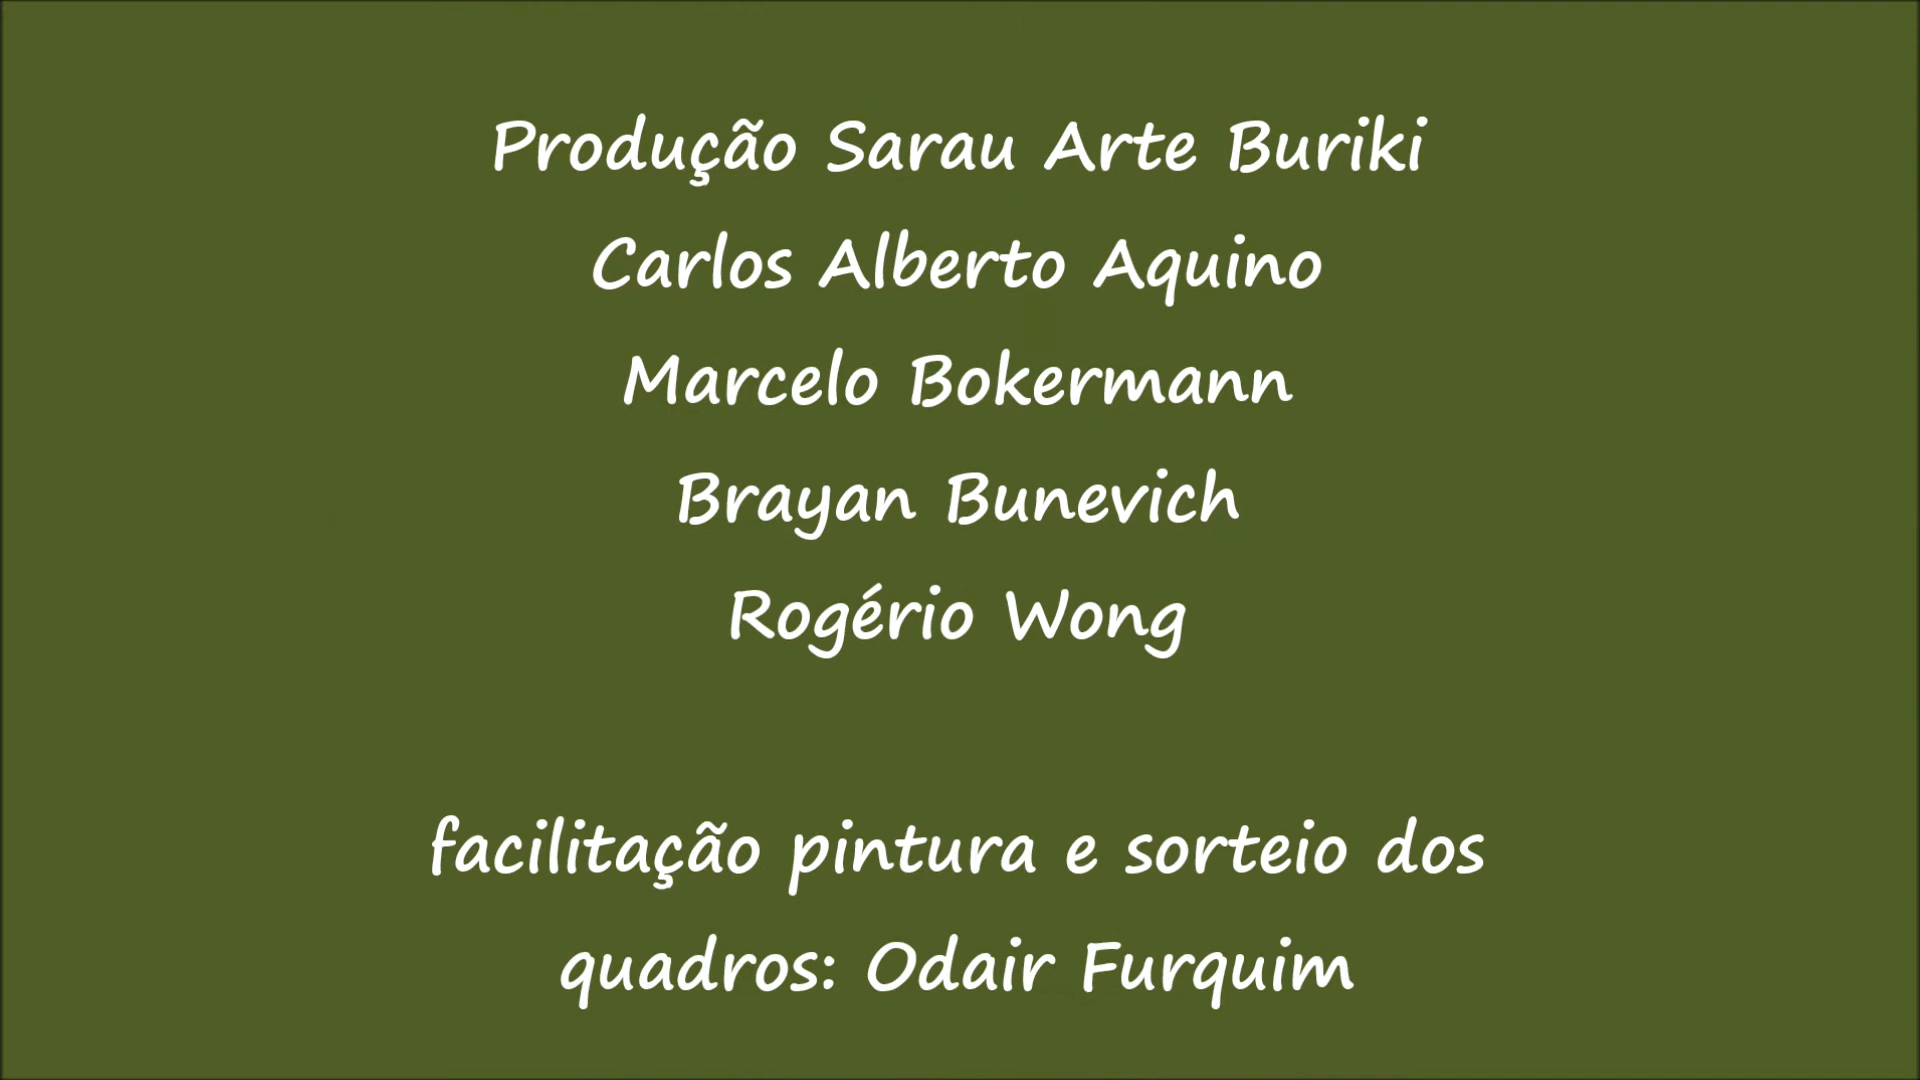 Produção Sarau Arte Buriki
Carlos Alberto Aquino
Marcelo Bokermann
Brayan Bunevich
Rogério Wong
facilitação pintura e sorteio dos
quadros: Odair Furquim